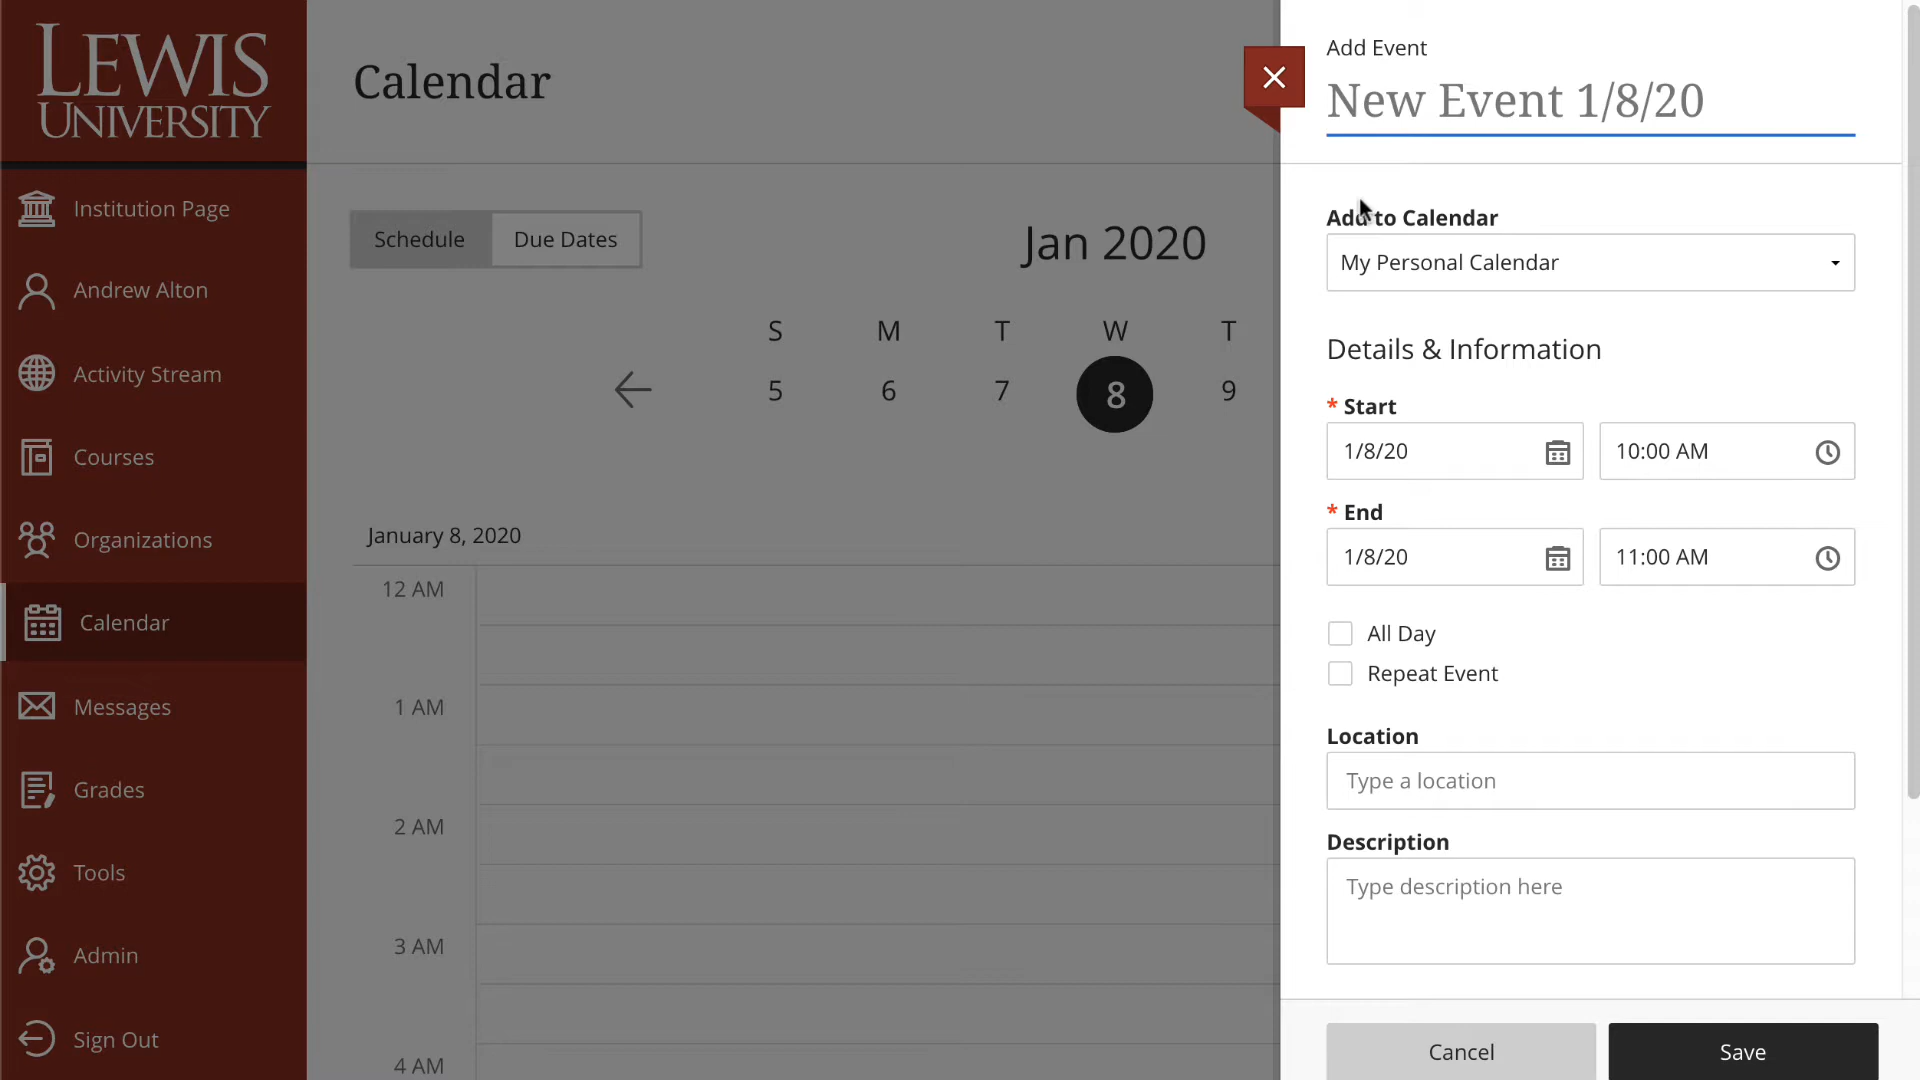 LEWIS
UNIVERSITY
Institution Page
Andrew Alton
Activity Stream
Courses
Organizations
Calendar
Messages
Grades
Tools
Admin
Sign Out
Calendar
Schedule
Due Dates
Jan 2020
S M T W T
5 6 7 8 9
January 8, 2020
12 AM
1 AM
2 AM
3 AM
4 AM
Add Event
New Event 1/8/20
Add to Calendar
My Personal Calendar
Details & Information
* Start
1/8/20 10:00 AM
* End
1/8/20 11:00 AM
All Day
Repeat Event
Location
Type a location
Description
Type description here
Cancel
Save